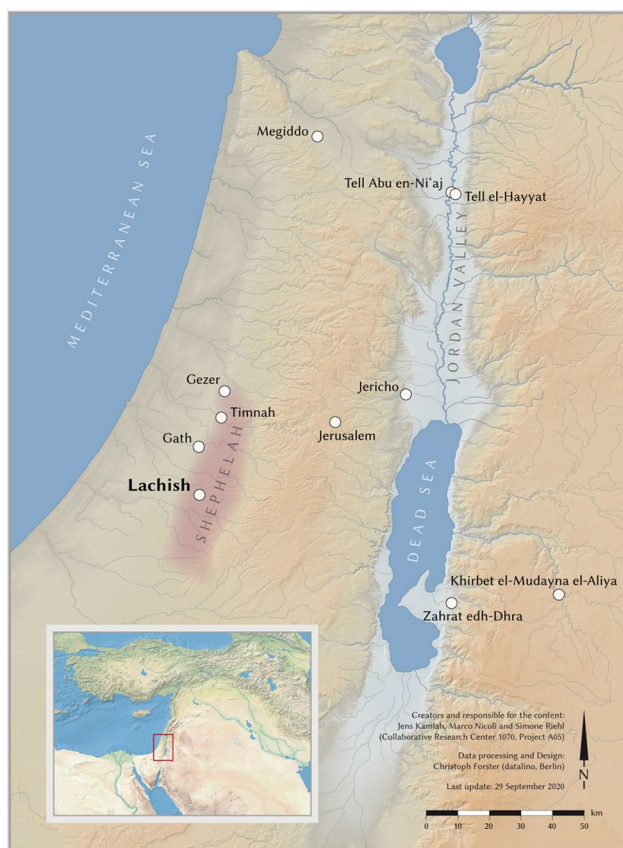 Megiddo
Tell Abu en-Niʿaj
Tell el-Hayyat
MEDITERRANEAN SEA
JORDAN VALLEY
Gezer
Jericho
Timnah
Jerusalem
Gath
SHEPHELAH
Lachish
DEAD SEA
Khirbet el-Mudayna el-Aliya
Zahrat edh-Dhra
Creators and responsible for the content:
Jens Kamlah, Marco Nicoli and Simone Riehl
(Collaborative Research Center 1070, Project A05)
Data processing and Design:
Christoph Forster (datalino, Berlin)
Last update: 29 September 2020
N
km
0 10 20 30 40 50